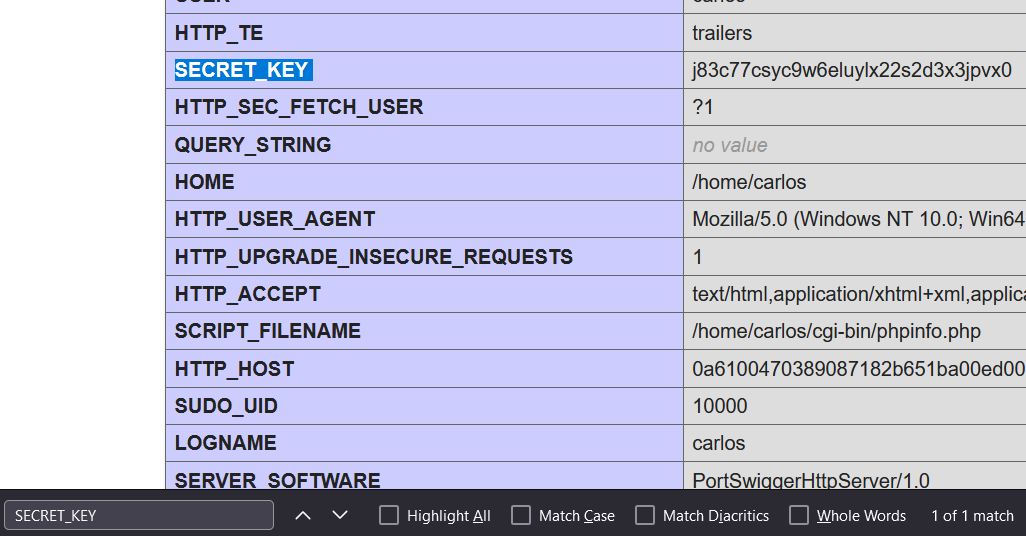 USER carlos
HTTP_TE trailers
SECRET_KEY j83c77csyc9w6eluylx22s2d3x3jpvx0
HTTP_SEC_FETCH_USER ?1
QUERY_STRING no value
HOME /home/carlos
HTTP_USER_AGENT Mozilla/5.0 (Windows NT 10.0; Win64
HTTP_UPGRADE_INSECURE_REQUESTS 1
HTTP_ACCEPT text/html,application/xhtml+xml,applica
SCRIPT_FILENAME /home/carlos/cgi-bin/phpinfo.php
HTTP_HOST 0a6100470389087182b651ba00ed00
SUDO_UID 10000
LOGNAME carlos
SERVER_SOFTWARE PortSwiggerHttpServer/1.0
SECRET_KEY Highlight All Match Case Match Diacritics Whole Words 1 of 1 match